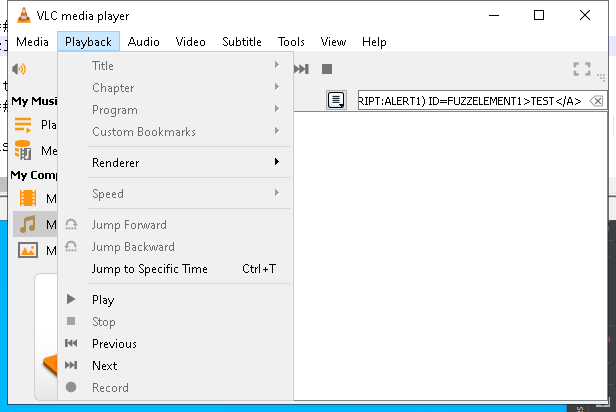 VLC media player
Media Playback Audio Video Subtitle Tools View Help
Title
Chapter
Program
Custom Bookmarks
Renderer
Speed
Jump Forward
Jump Backward
Jump to Specific Time Ctrl+T
Play
Stop
Previous
Next
Record
(RIPT:ALERT1) ID=FUZZELEMENT1>TEST</A>
My Musi
Pla
Me
My Comp
M
M
M